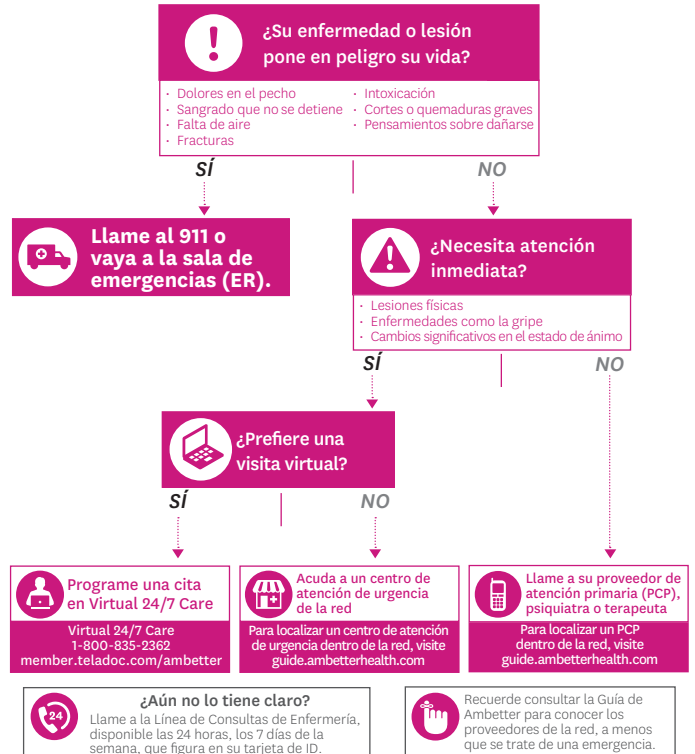 ¿Su enfermedad o lesión
pone en peligro su vida?
· Dolores en el pecho
· Sangrado que no se detiene
· Falta de aire
· Fracturas
· Intoxicación
· Cortes o quemaduras graves
· Pensamientos sobre dañarse
SÍ
NO
Llame al 911 o
vaya a la sala de
emergencias (ER).
¿Necesita atención
inmediata?
· Lesiones físicas
· Enfermedades como la gripe
· Cambios significativos en el estado de ánimo
SÍ
NO
¿Prefiere una
visita virtual?
SÍ
NO
Programe una cita
en Virtual 24/7 Care
Virtual 24/7 Care
1-800-835-2362
member.teladoc.com/ambetter
Acuda a un centro de
atención de urgencia
de la red
Para localizar un centro de atención
de urgencia dentro de la red, visite
guide.ambetterhealth.com
Llame a su proveedor de
atención primaria (PCP),
psiquiatra o terapeuta
Para localizar un PCP
dentro de la red, visite
guide.ambetterhealth.com
24
¿Aún no lo tiene claro?
Llame a la Línea de Consultas de Enfermería,
disponible las 24 horas, los 7 días de la
semana, que figura en su tarjeta de ID.
Recuerde consultar la Guía de
Ambetter para conocer los
proveedores de la red, a menos
que se trate de una emergencia.